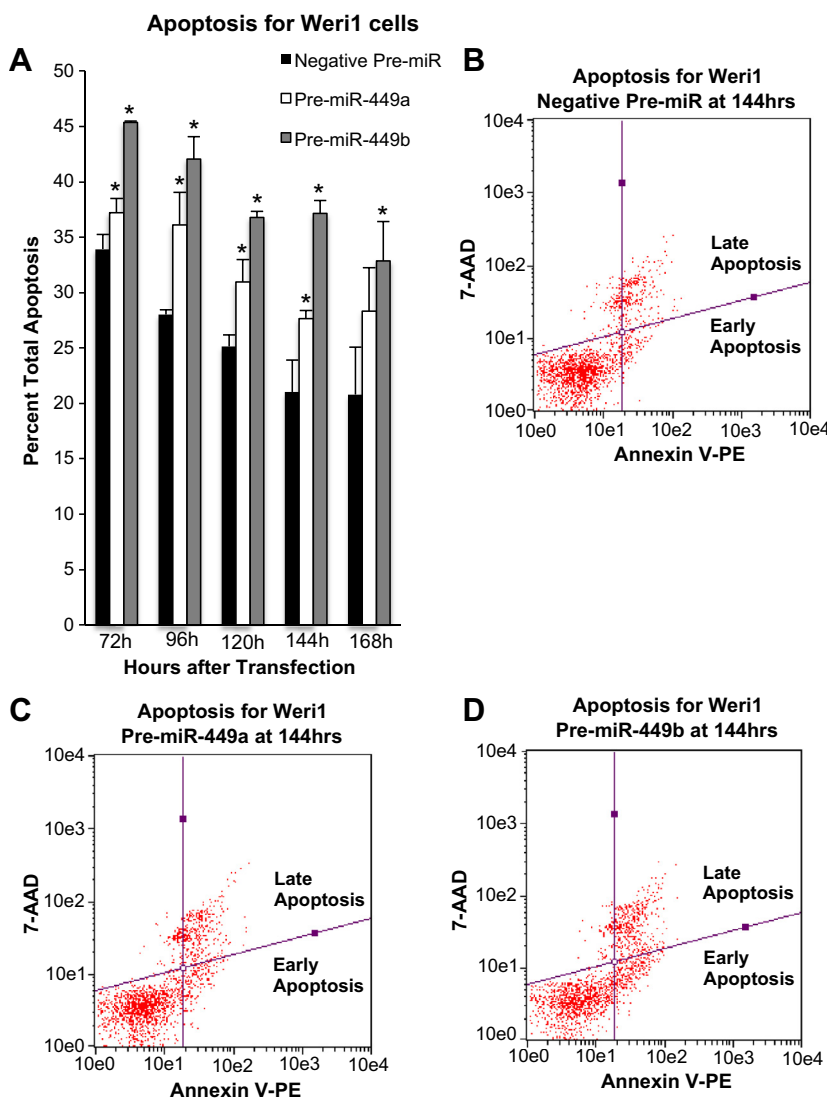 Apoptosis for Weri1 cells
A
50
45
40
35
30
25
20
15
10
5
0
Percent Total Apoptosis
Negative Pre-miR
Pre-miR-449a
Pre-miR-449b
* * * * * * * * *
72h 96h 120h 144h 168h
Hours after Transfection
B
Apoptosis for Weri1
Negative Pre-miR at 144hrs
10e4
10e3
10e2
10e1
10e0
7-AAD
Late
Apoptosis
Early
Apoptosis
10e0 10e1 10e2 10e3 10e4
Annexin V-PE
C
Apoptosis for Weri1
Pre-miR-449a at 144hrs
10e4
10e3
10e2
10e1
10e0
7-AAD
Late
Apoptosis
Early
Apoptosis
10e0 10e1 10e2 10e3 10e4
Annexin V-PE
D
Apoptosis for Weri1
Pre-miR-449b at 144hrs
10e4
10e3
10e2
10e1
10e0
7-AAD
Late
Apoptosis
Early
Apoptosis
10e0 10e1 10e2 10e3 10e4
Annexin V-PE